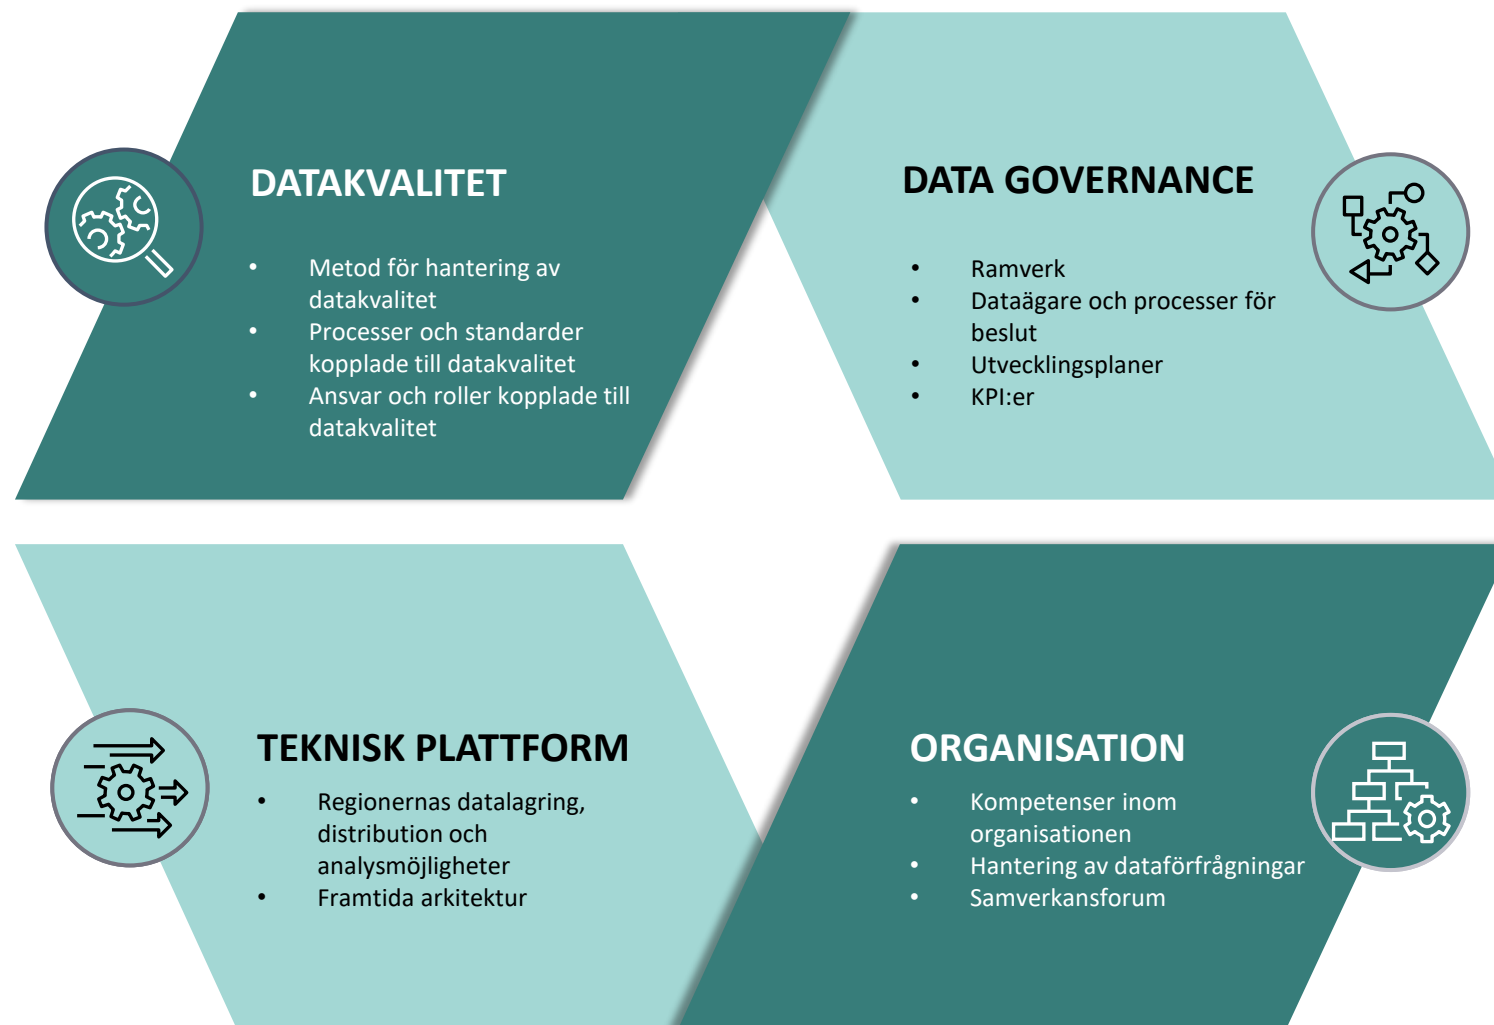 DATAKVALITET
• Metod för hantering av
datakvalitet
• Processer och standarder
kopplade till datakvalitet
• Ansvar och roller kopplade till
datakvalitet
DATA GOVERNANCE
• Ramverk
• Dataägare och processer för
beslut
• Utvecklingsplaner
• KPI:er
TEKNISK PLATTFORM
• Regionernas datalagring,
distribution och
analysmöjligheter
• Framtida arkitektur
ORGANISATION
• Kompetenser inom
organisationen
• Hantering av dataförfrågningar
• Samverkansforum